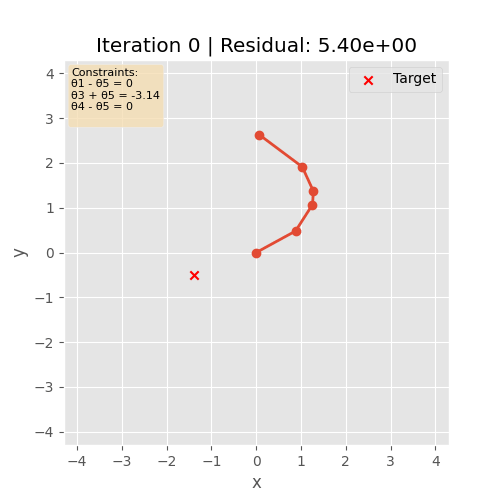 Iteration 0 | Residual: 5.40e+00
Constraints:
θ1 - θ5 = 0
θ3 + θ5 = -3.14
θ4 - θ5 = 0
Target
4
3
2
1
0
−1
−2
−3
−4
y
−4 −3 −2 −1 0 1 2 3 4
x